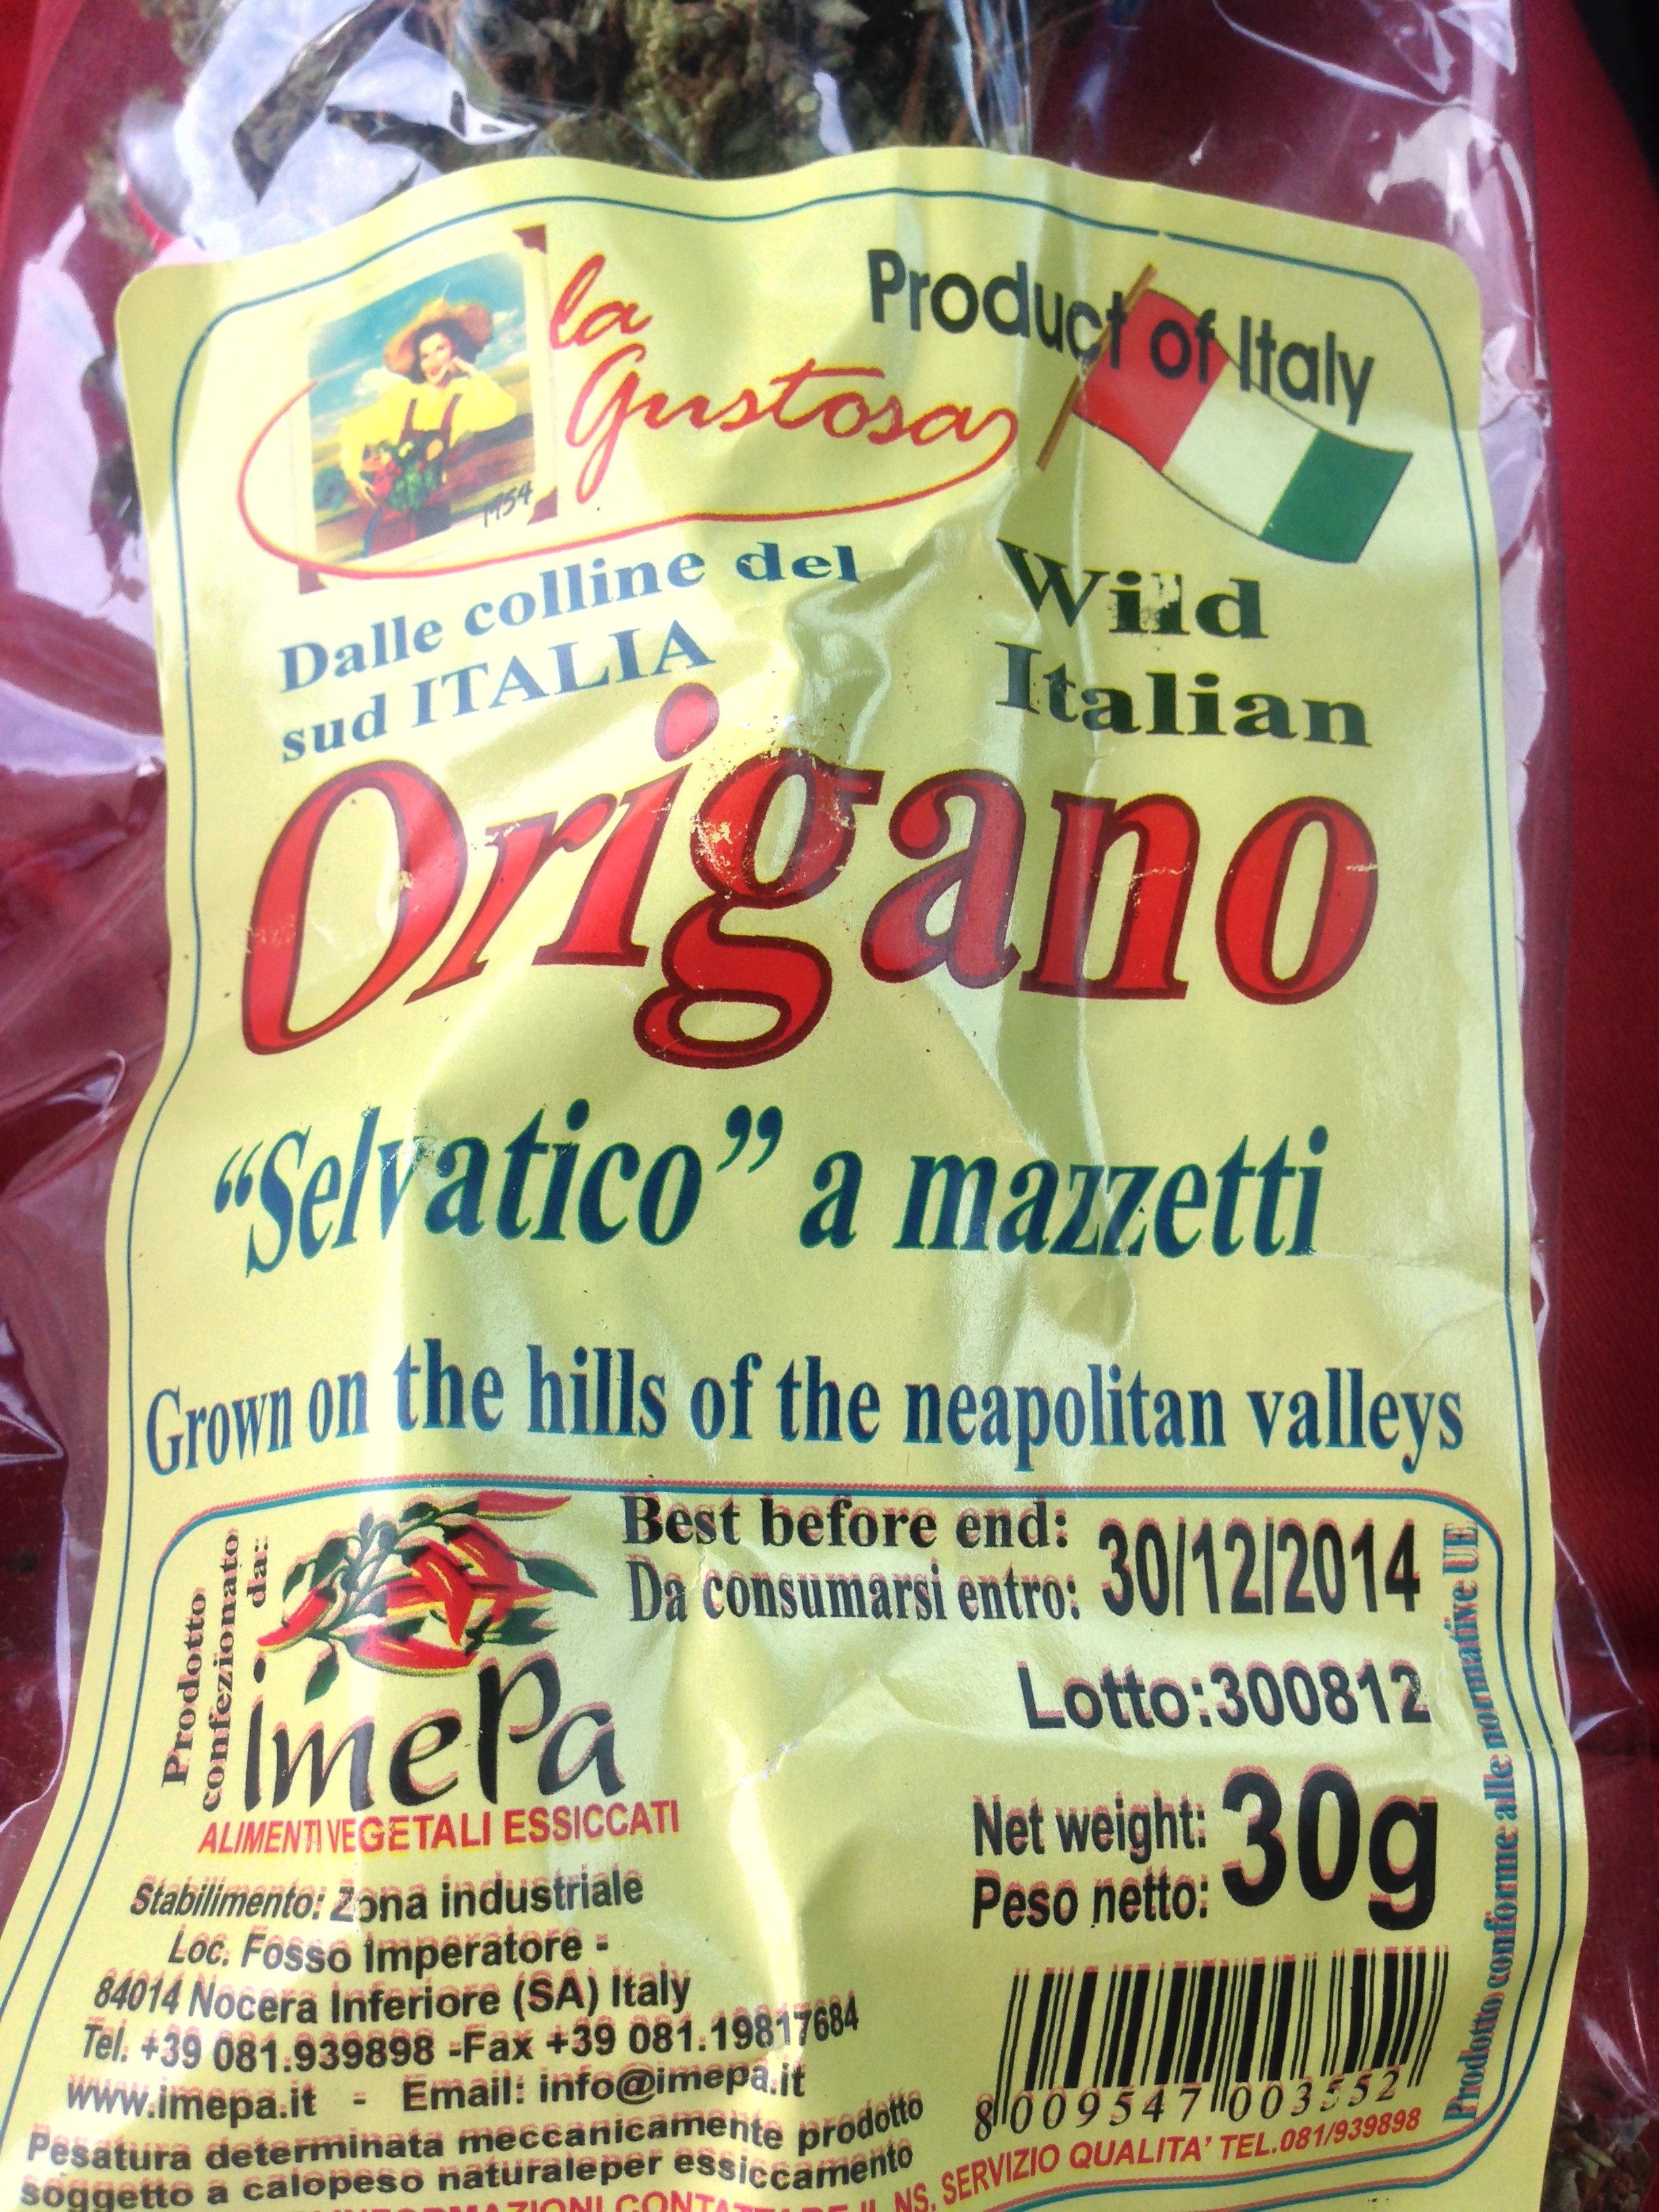 la
Gustosa
1954
Product of Italy
Dalle colline del
sud ITALIA
Wild
Italian
Origano
“Selvatico” a mazzetti
Grown on the hills of the neapolitan valleys
Prodotto
confezionato
da:
Best before end:
Da consumarsi entro: 30/12/2014
Lotto:300812
imePa
ALIMENTI VEGETALI ESSICCATI
Net weight:
Peso netto: 30g
Stabilimento: Zona industriale
Loc. Fosso Imperatore -
84014 Nocera Inferiore (SA) Italy
Tel. +39 081.939898 -Fax +39 081.19817684
www.imepa.it - Email: info@imepa.it
Pesatura determinata meccanicamente prodotto
soggetto a calopeso naturaleper essiccamento
8 009547 003552
IL NS. SERVIZIO QUALITA’ TEL.081/939898
Prodotto conforme alle normative UE